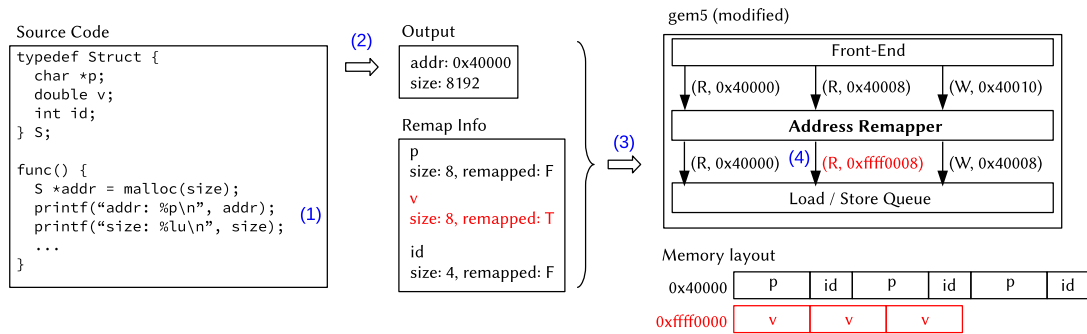 Source Code
typedef Struct {
char *p;
double v;
int id;
} S;
func() {
S *addr = malloc(size);
printf(“addr: %p\n”, addr);
printf(“size: %lu\n”, size);
...
}
(1)
(2)
Output
addr: 0x40000
size: 8192
Remap Info
p
size: 8, remapped: F
v
size: 8, remapped: T
id
size: 4, remapped: F
(3)
gem5 (modified)
Front-End
(R, 0x40000) (R, 0x40008) (W, 0x40010)
Address Remapper
(R, 0x40000) (4) (R, 0xffff0008) (W, 0x40008)
Load / Store Queue
Memory layout
0x40000 p id p id p id
0xffff0000 v v v